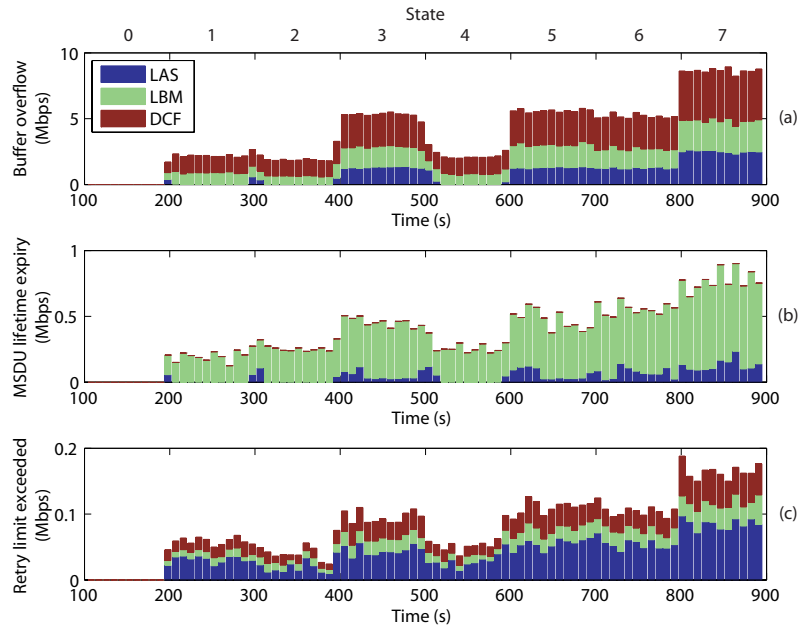 State
0 1 2 3 4 5 6 7
10
5
0
Buffer overflow
(Mbps)
LAS
LBM
DCF
(a)
100 200 300 400 500 600 700 800 900
Time (s)
1
0.5
0
MSDU lifetime expiry
(Mbps)
(b)
100 200 300 400 500 600 700 800 900
Time (s)
0.2
0.1
0
Retry limit exceeded
(Mbps)
(c)
100 200 300 400 500 600 700 800 900
Time (s)